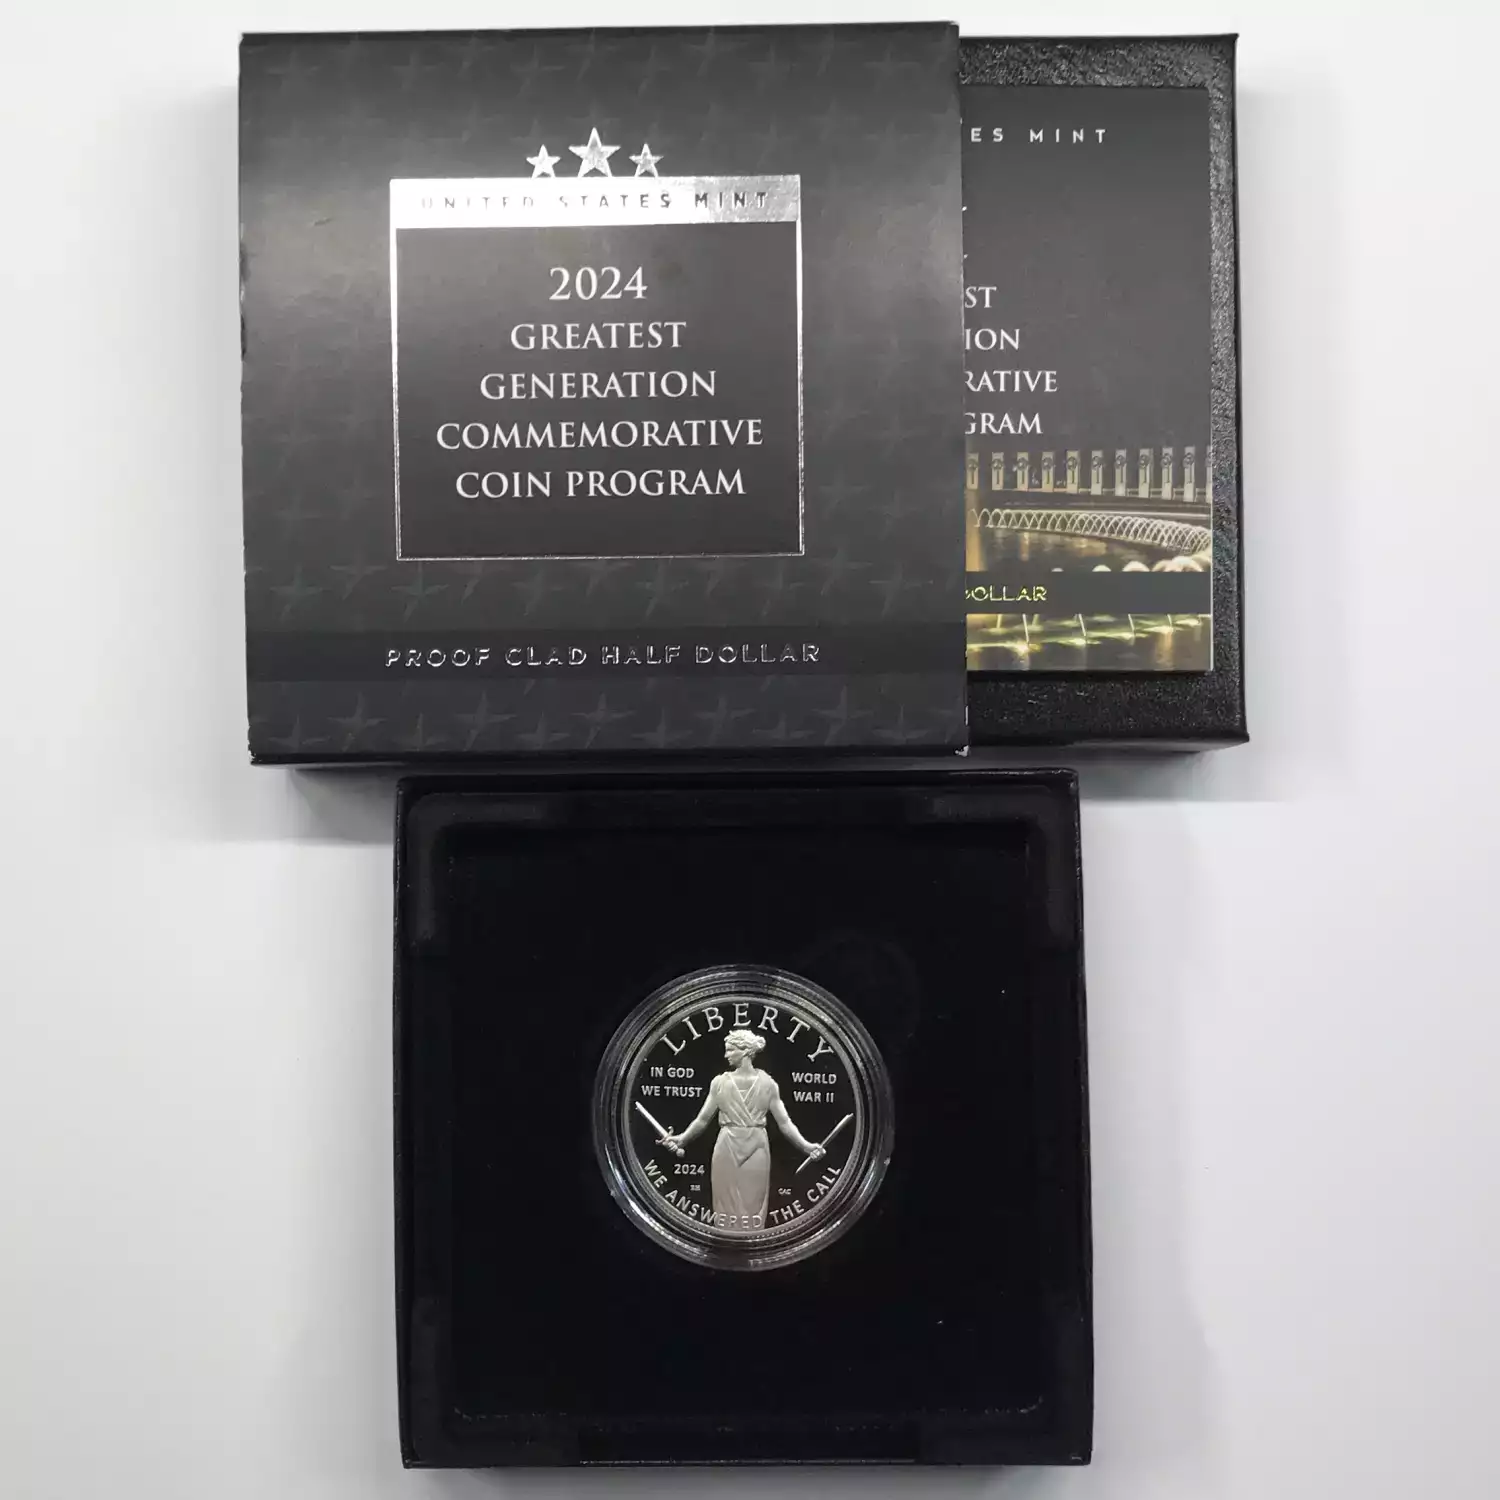 UNITED STATES MINT
2024
GREATEST
GENERATION
COMMEMORATIVE
COIN PROGRAM
PROOF CLAD HALF DOLLAR
ES MINT
ST
ION
RATIVE
GRAM
OLLAR
LIBERTY
IN GOD
WE TRUST
WORLD
WAR II
2024
WE ANSWERED THE CALL